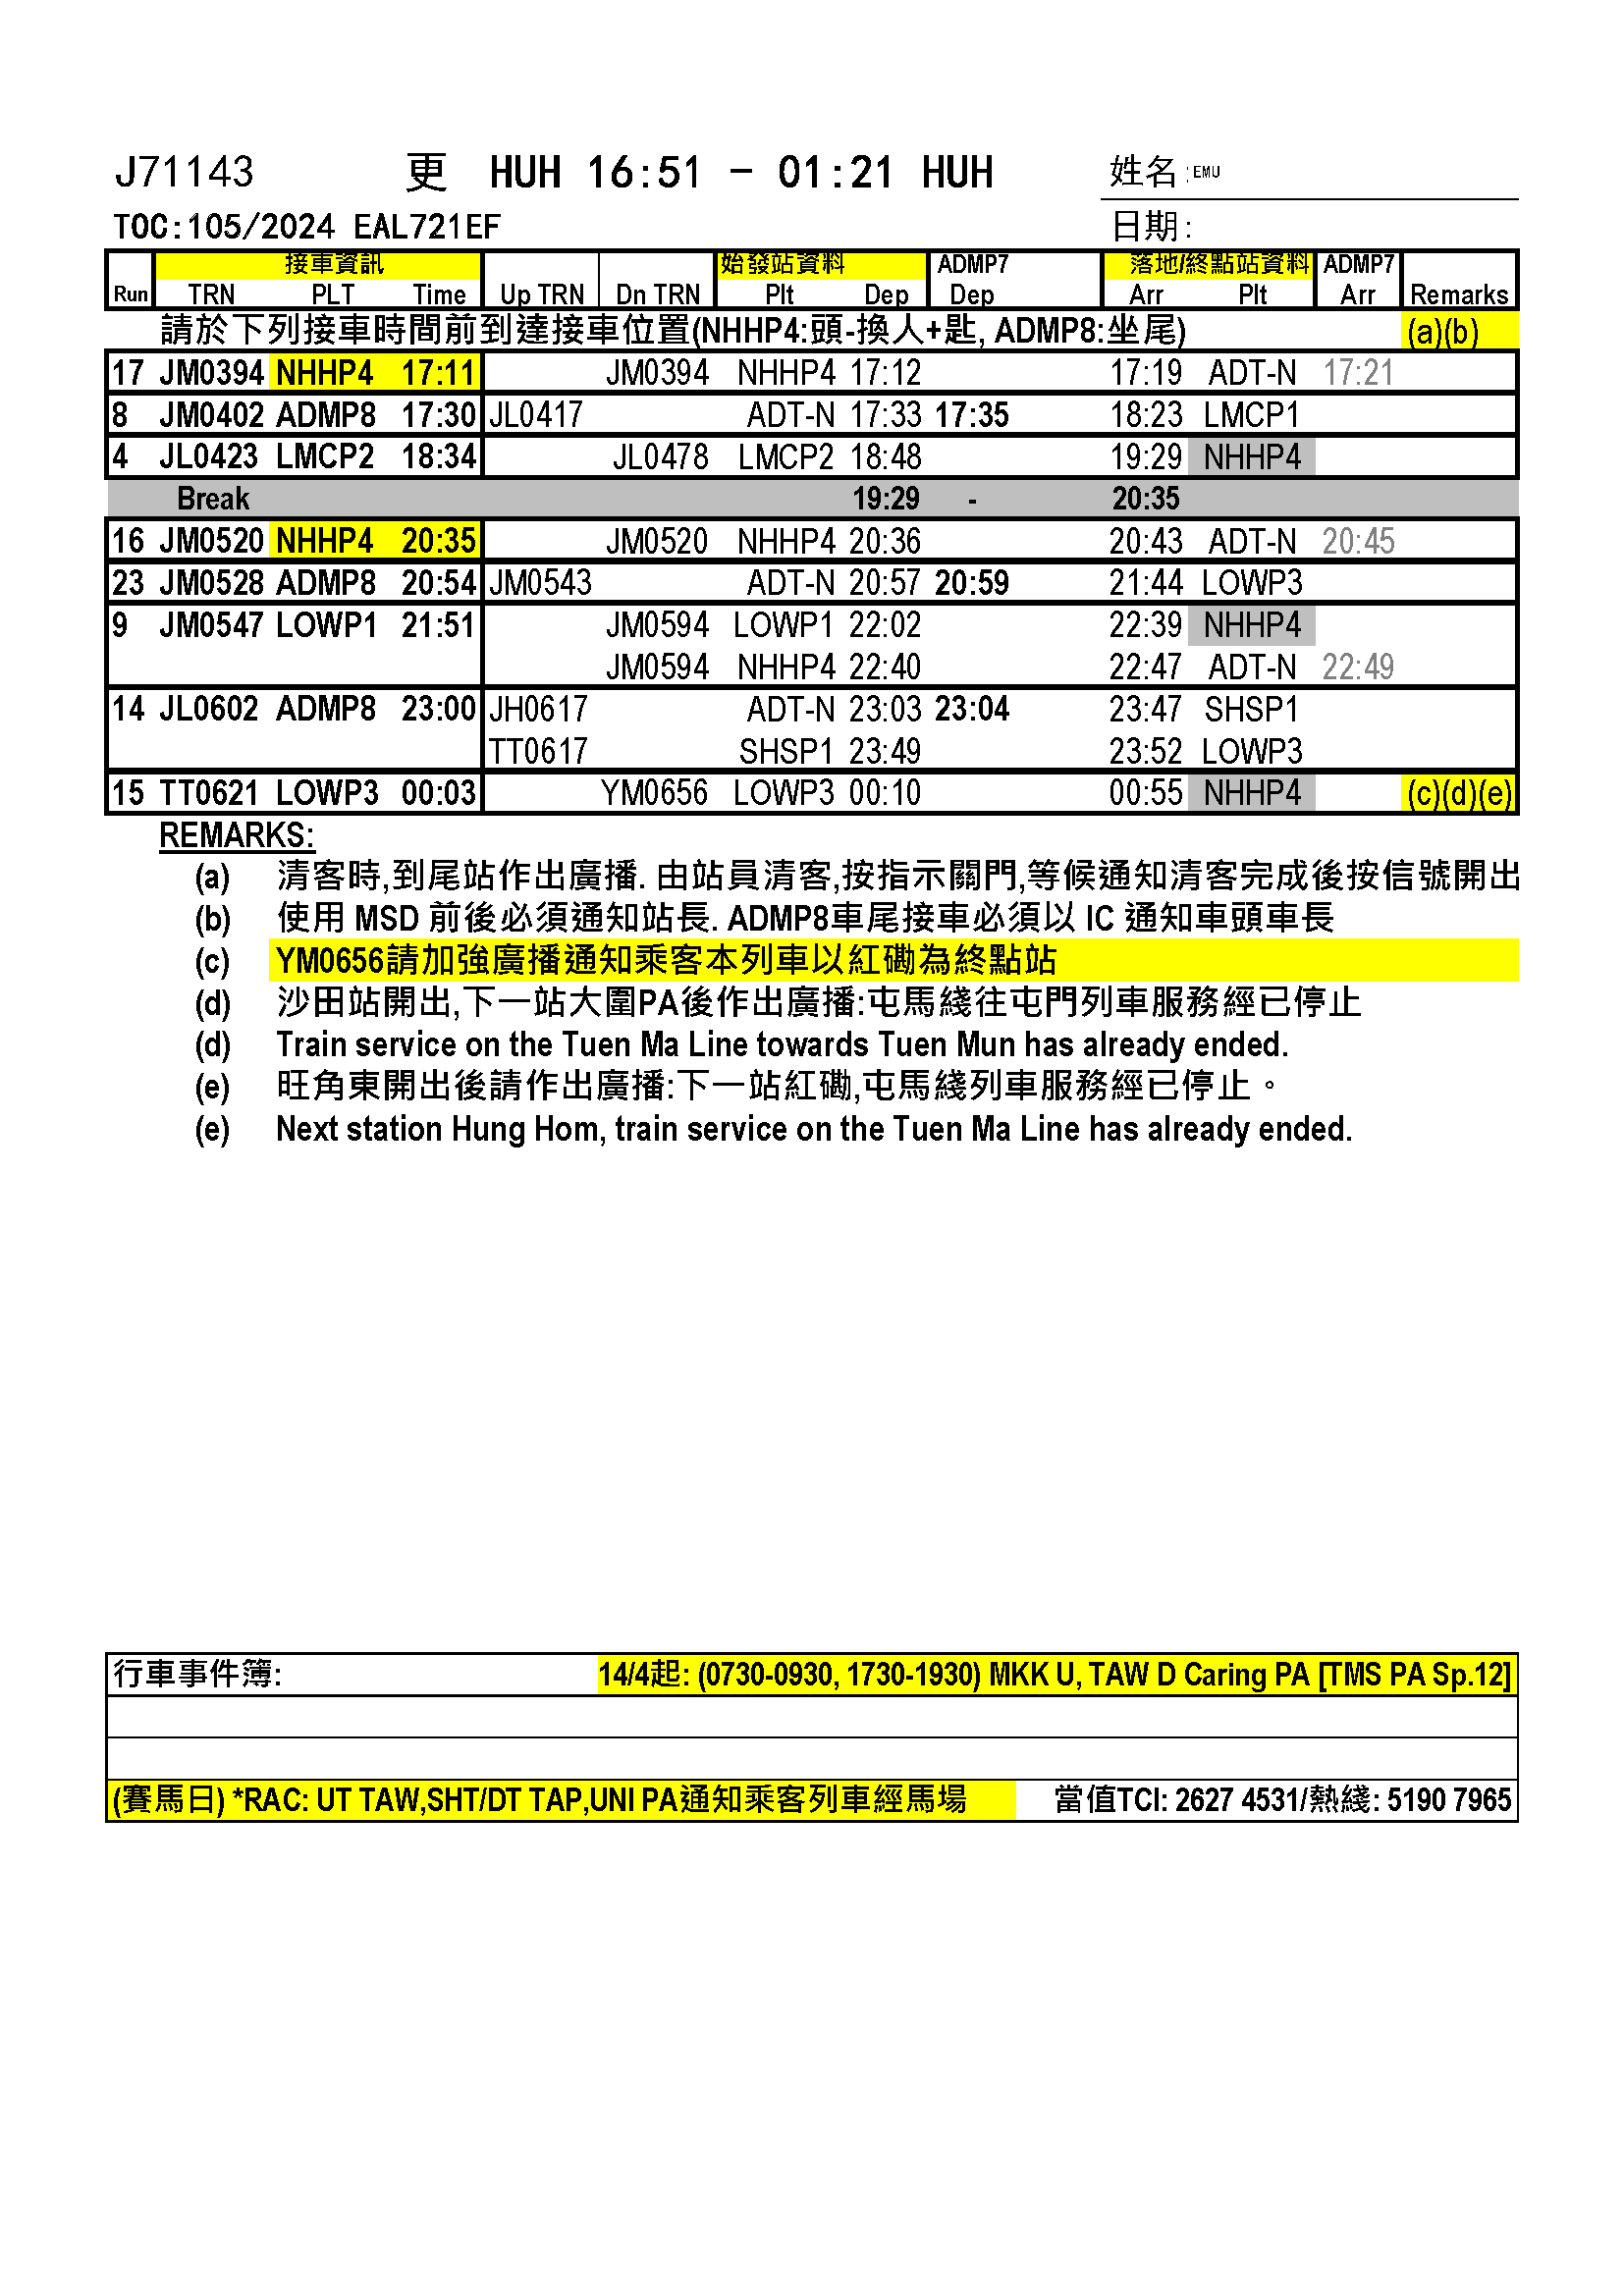 J71143 更 HUH 16:51 - 01:21 HUH 姓名:EMU
TOC:105/2024 EAL721EF 日期:
接車資訊 始發站資料 ADMP7 落地/終點站資料 ADMP7
Run TRN PLT Time Up TRN Dn TRN Plt Dep Dep Arr Plt Arr Remarks
請於下列接車時間前到達接車位置(NHHP4:頭-換人+匙, ADMP8:坐尾) (a)(b)
17 JM0394 NHHP4 17:11 JM0394 NHHP4 17:12 17:19 ADT-N 17:21
8 JM0402 ADMP8 17:30 JL0417 ADT-N 17:33 17:35 18:23 LMCP1
4 JL0423 LMCP2 18:34 JL0478 LMCP2 18:48 19:29 NHHP4
Break 19:29 - 20:35
16 JM0520 NHHP4 20:35 JM0520 NHHP4 20:36 20:43 ADT-N 20:45
23 JM0528 ADMP8 20:54 JM0543 ADT-N 20:57 20:59 21:44 LOWP3
9 JM0547 LOWP1 21:51 JM0594 LOWP1 22:02 22:39 NHHP4
JM0594 NHHP4 22:40 22:47 ADT-N 22:49
14 JL0602 ADMP8 23:00 JH0617 ADT-N 23:03 23:04 23:47 SHSP1
TT0617 SHSP1 23:49 23:52 LOWP3
15 TT0621 LOWP3 00:03 YM0656 LOWP3 00:10 00:55 NHHP4 (c)(d)(e)
REMARKS:
(a) 清客時,到尾站作出廣播. 由站員清客,按指示關門,等候通知清客完成後按信號開出
(b) 使用 MSD 前後必須通知站長. ADMP8車尾接車必須以 IC 通知車頭車長
(c) YM0656請加強廣播通知乘客本列車以紅磡為終點站
(d) 沙田站開出,下一站大圍PA後作出廣播:屯馬綫往屯門列車服務經已停止
(d) Train service on the Tuen Ma Line towards Tuen Mun has already ended.
(e) 旺角東開出後請作出廣播:下一站紅磡,屯馬綫列車服務經已停止。
(e) Next station Hung Hom, train service on the Tuen Ma Line has already ended.
行車事件簿: 14/4起: (0730-0930, 1730-1930) MKK U, TAW D Caring PA [TMS PA Sp.12]
(賽馬日) *RAC: UT TAW,SHT/DT TAP,UNI PA通知乘客列車經馬場 當值TCI: 2627 4531/熱綫: 5190 7965